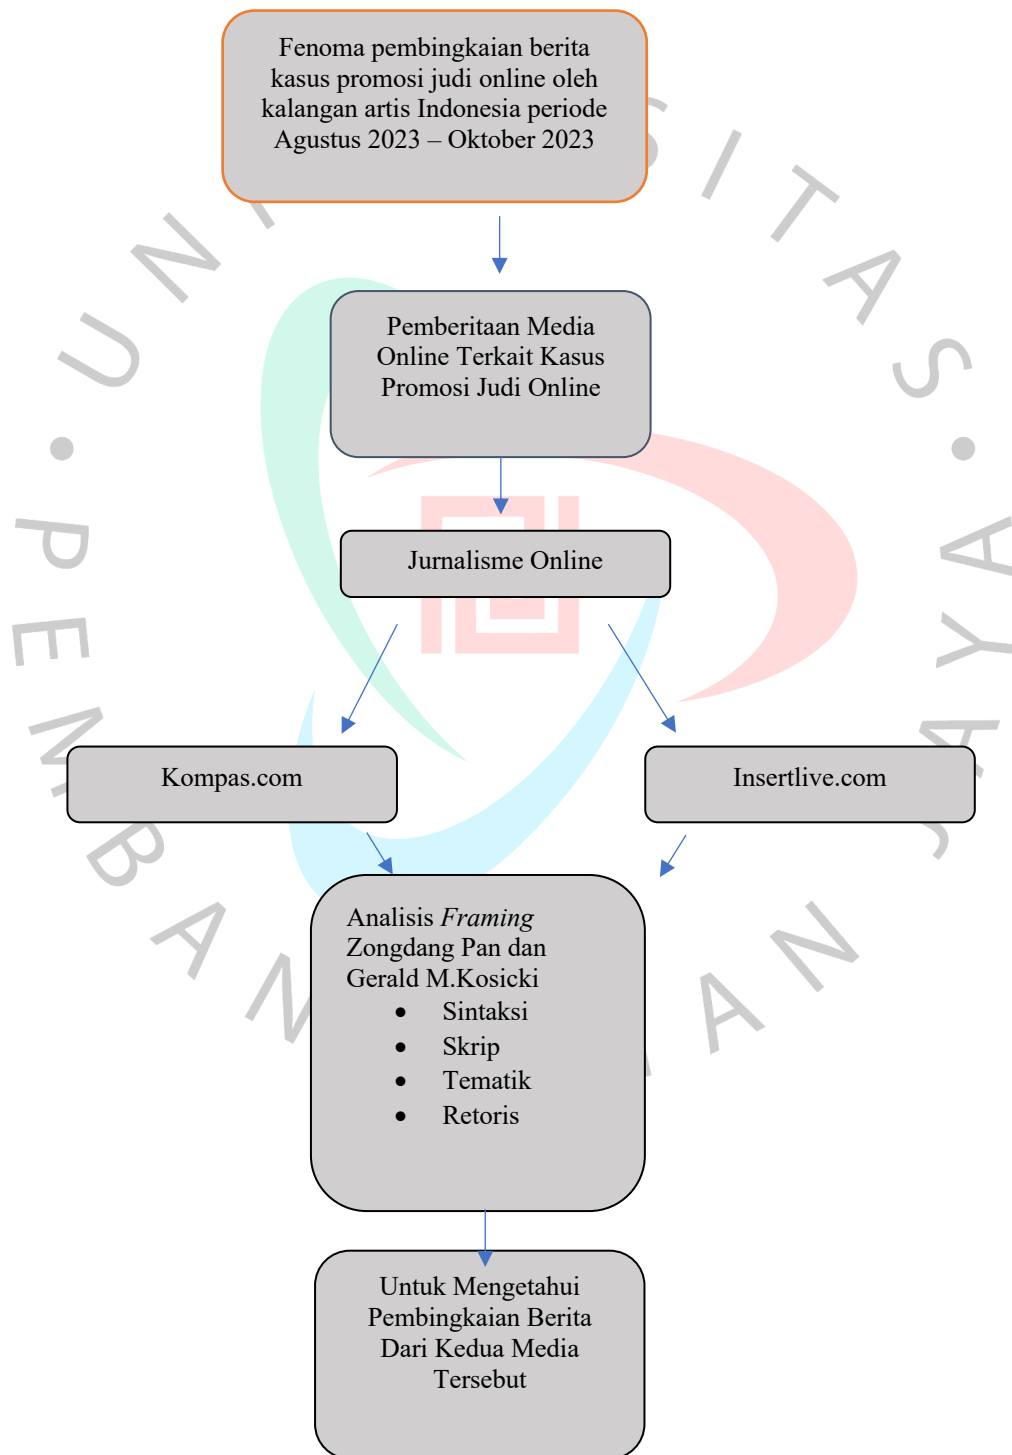 Fenoma pembingkaian berita
kasus promosi judi online oleh
kalangan artis Indonesia periode
Agustus 2023 – Oktober 2023
Pemberitaan Media
Online Terkait Kasus
Promosi Judi Online
Jurnalisme Online
Kompas.com
Insertlive.com
Analisis Framing
Zongdang Pan dan
Gerald M.Kosicki
• Sintaksi
• Skrip
• Tematik
• Retoris
Untuk Mengetahui
Pembingkaian Berita
Dari Kedua Media
Tersebut